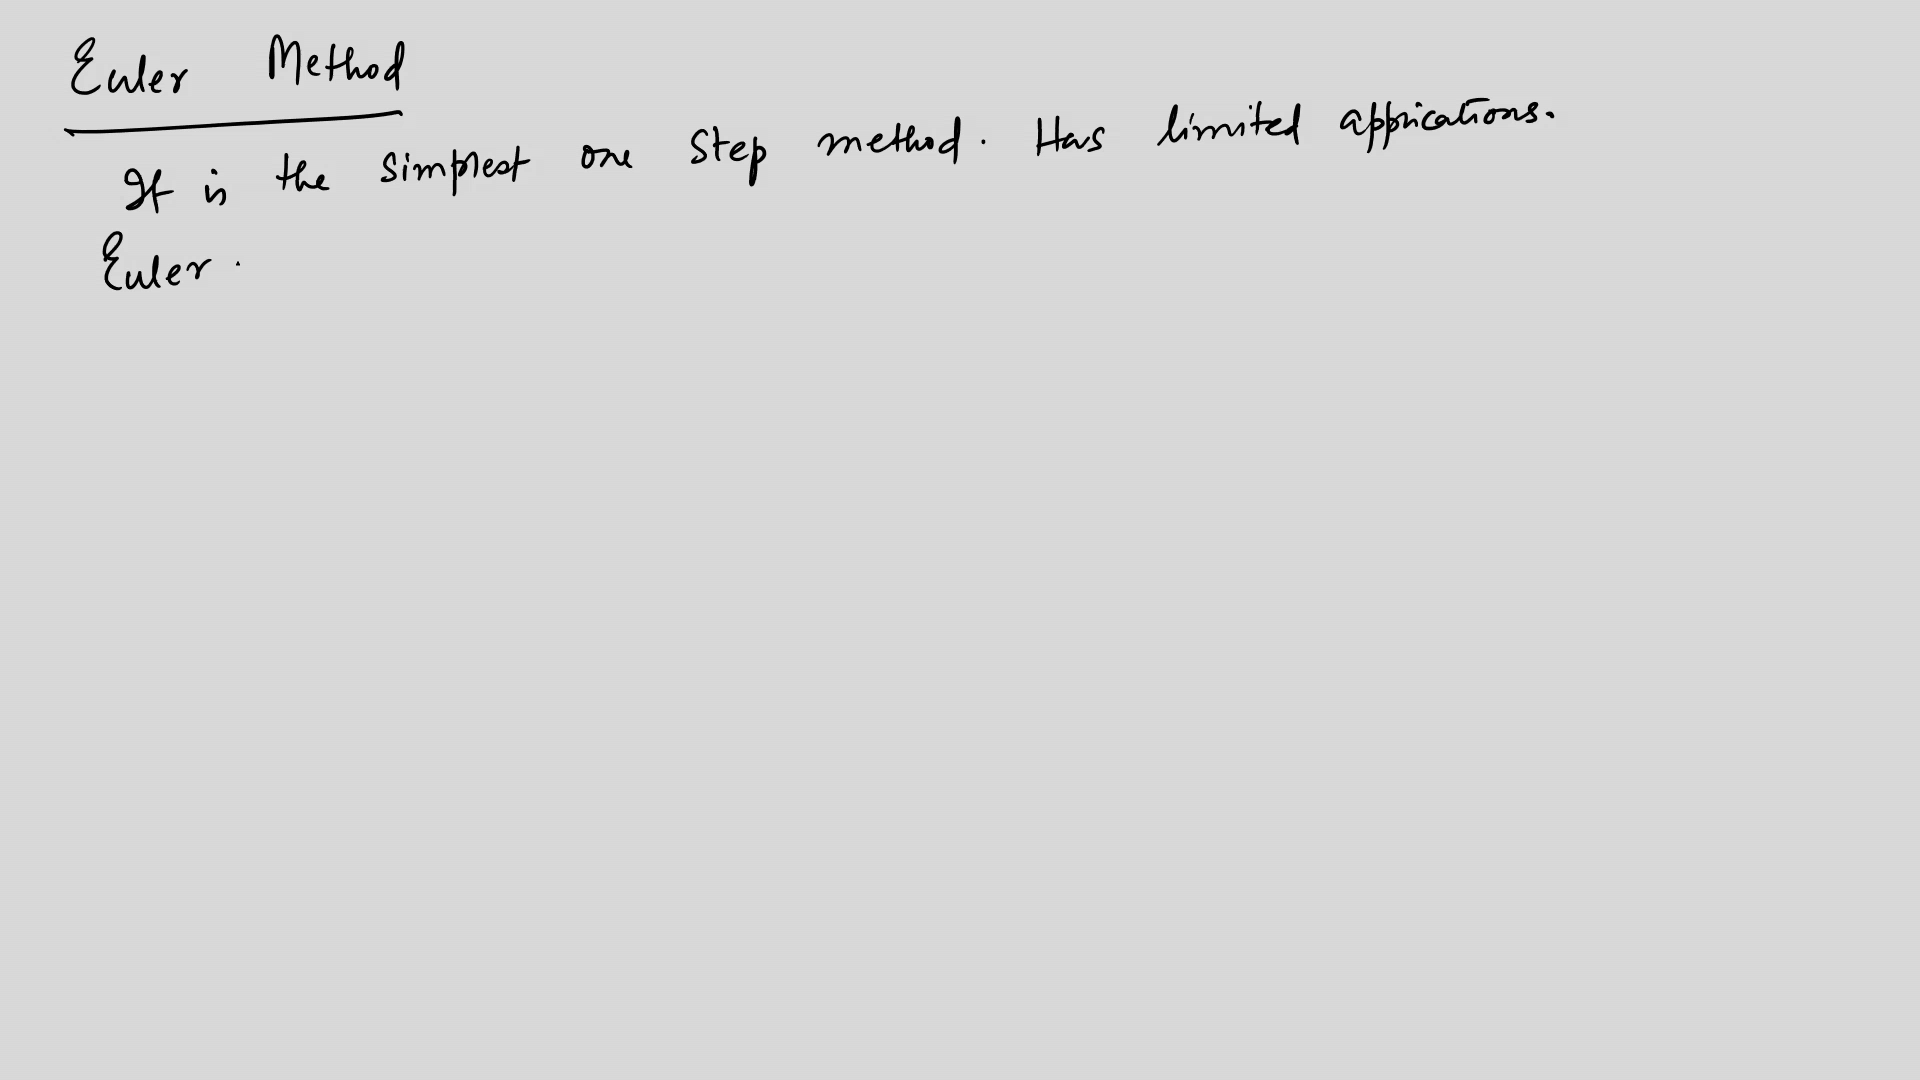 Euler Method
It is the simplest one step method. Has limited applications.
Euler